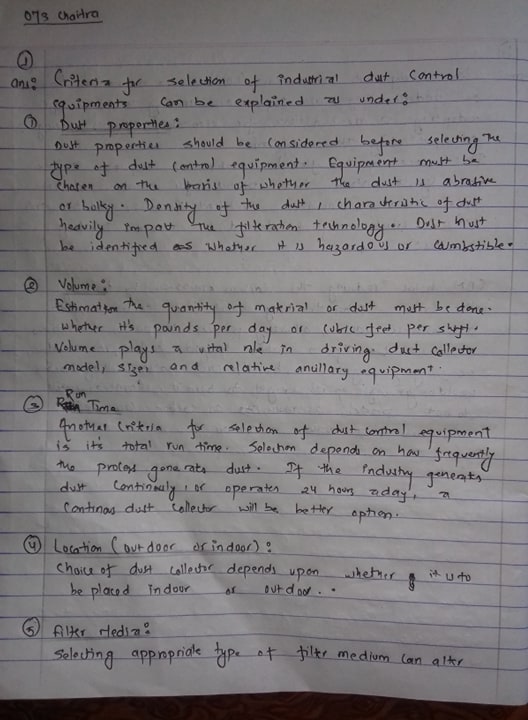 073 Chaitra
①
Ans: Criteria for selection of industrial dust control
equipments can be explained as under:
① Dust properties:
Dust properties should be considered before selecting the
type of dust control equipment. Equipment must be
chosen on the basis of whether the dust is abrasive
or bulky. Density of the dust, charateristic of dust
heavily impact the filteration technology. Dust must
be identified as whether it is hazardous or cumbstible.
② Volume:
Estimation the quantity of material or dust must be done.
whether it's pounds per day or cubic feet per shift.
Volume plays a vital role in driving dust collector
model, size, and relative ancillary equipment.
③ Run Time
Another criteria for selection of dust control equipment
is it's total run time. Selection depends on how frequently
the process generate dust. If the industry generates
dust continously, or operates 24 hours a day, a
continous dust collector will be better option.
④ Location (outdoor or indoor):
Choice of dust collector depends upon whether it is to
be placed indoor or outdoor..
⑤ Filter Media:
Selecting appropriate type of filter medium can alter